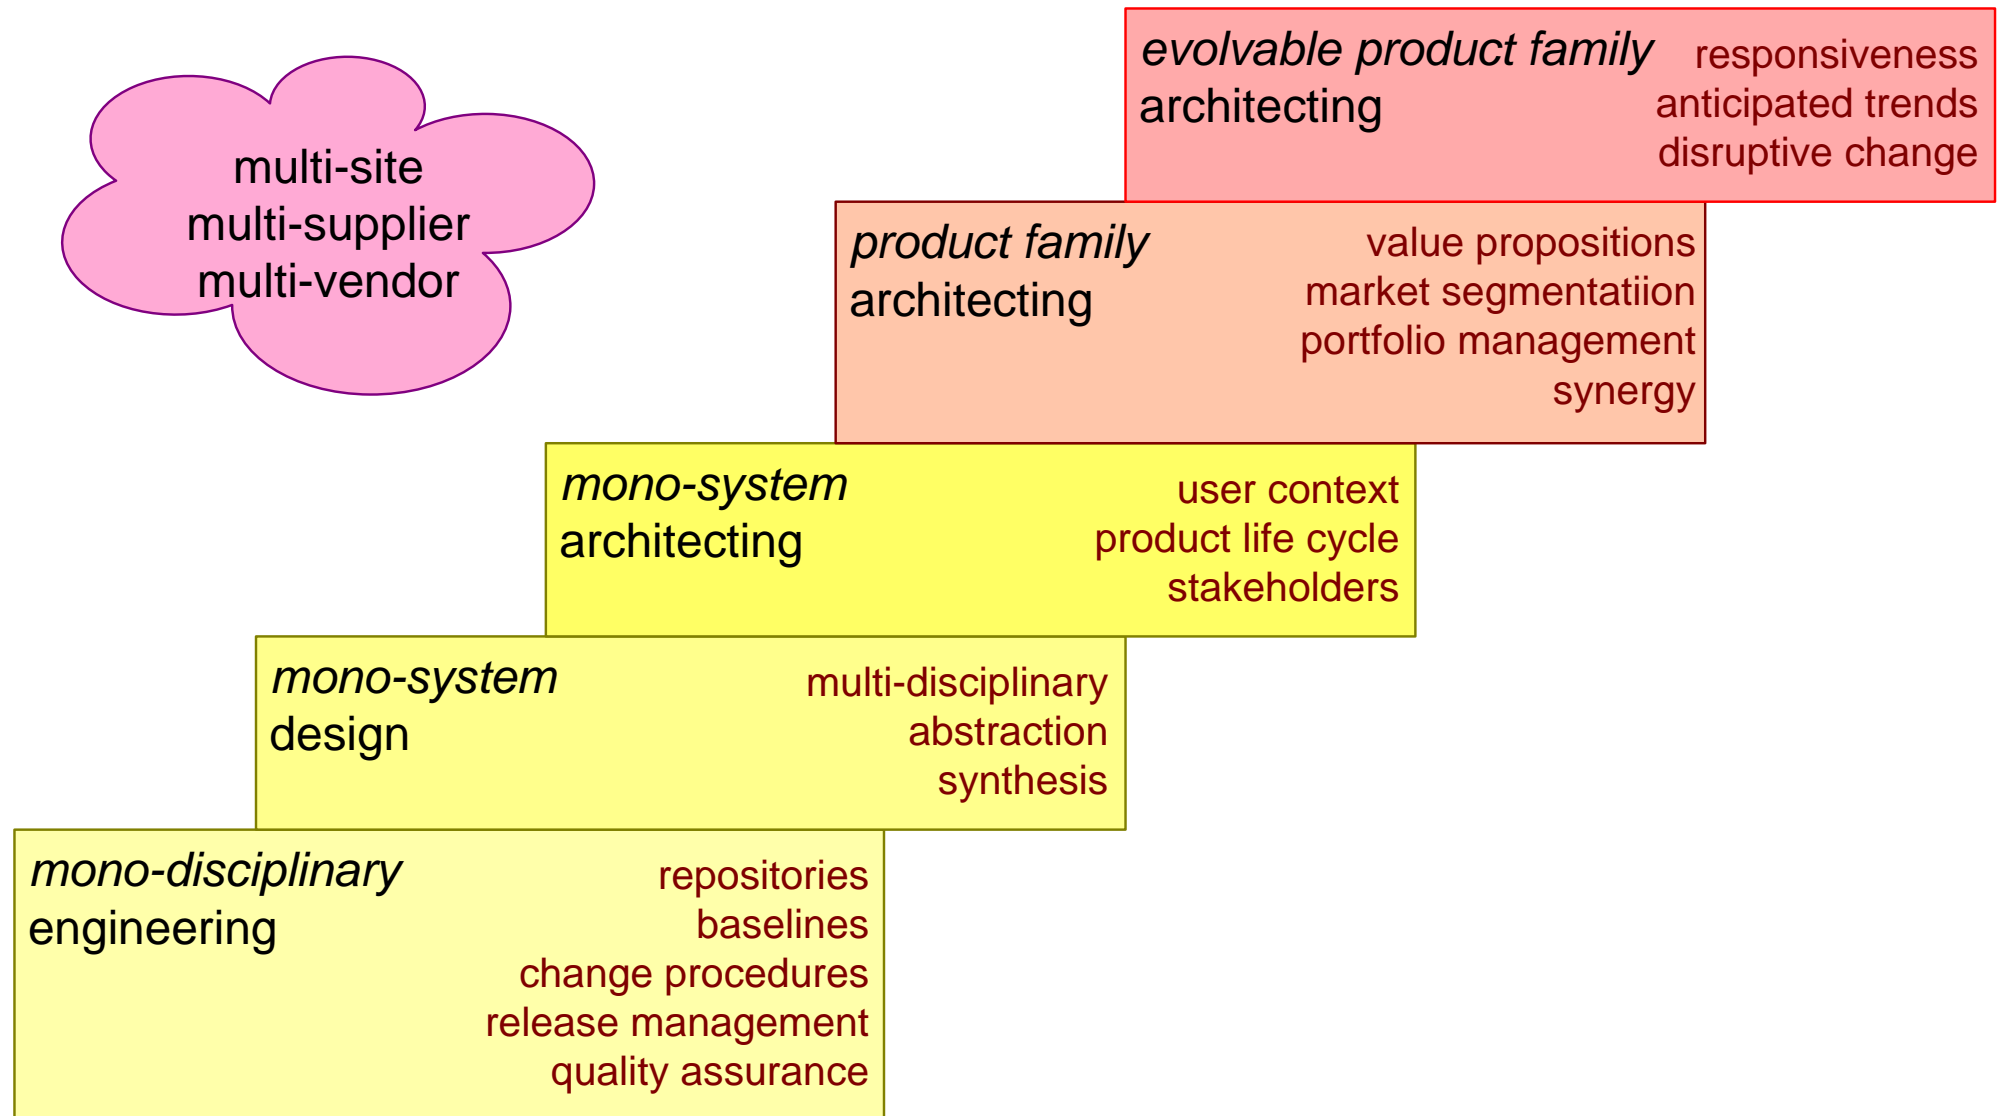 multi-site
multi-supplier
multi-vendor
evolvable product family
architecting
responsiveness
anticipated trends
disruptive change
product family
architecting
value propositions
market segmentatiion
portfolio management
synergy
mono-system
architecting
user context
product life cycle
stakeholders
mono-system
design
multi-disciplinary
abstraction
synthesis
mono-disciplinary
engineering
repositories
baselines
change procedures
release management
quality assurance